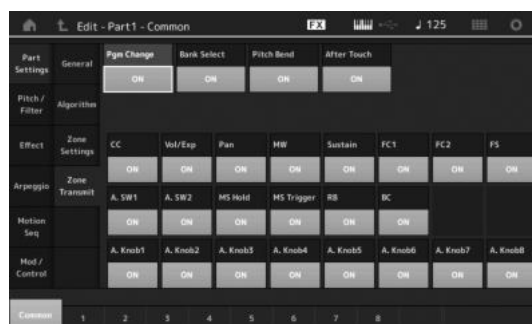 Edit - Part1 - Common FX 125
Part Settings General Pgm Change Bank Select Pitch Bend After Touch
ON ON ON ON
Pitch / Filter Algorithm
Effect Zone Settings CC Vol/Exp Pan MW Sustain FC1 FC2 FS
ON ON ON ON ON ON ON ON
Arpeggio Zone Transmit A. SW1 A. SW2 MS Hold MS Trigger RB BC
ON ON ON ON ON ON
Motion Seq
Mod / Control A. Knob1 A. Knob2 A. Knob3 A. Knob4 A. Knob5 A. Knob6 A. Knob7 A. Knob8
ON ON ON ON ON ON ON ON
Common 1 2 3 4 5 6 7 8